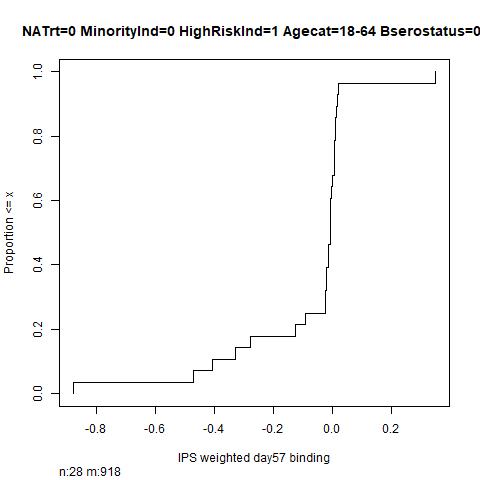 NATrt=0 MinorityInd=0 HighRiskInd=1 Agecat=18-64 Bserostatus=0
Proportion <= x
1.0
0.8
0.6
0.4
0.2
0.0
-0.8 -0.6 -0.4 -0.2 0.0 0.2
IPS weighted day57 binding
n:28 m:918